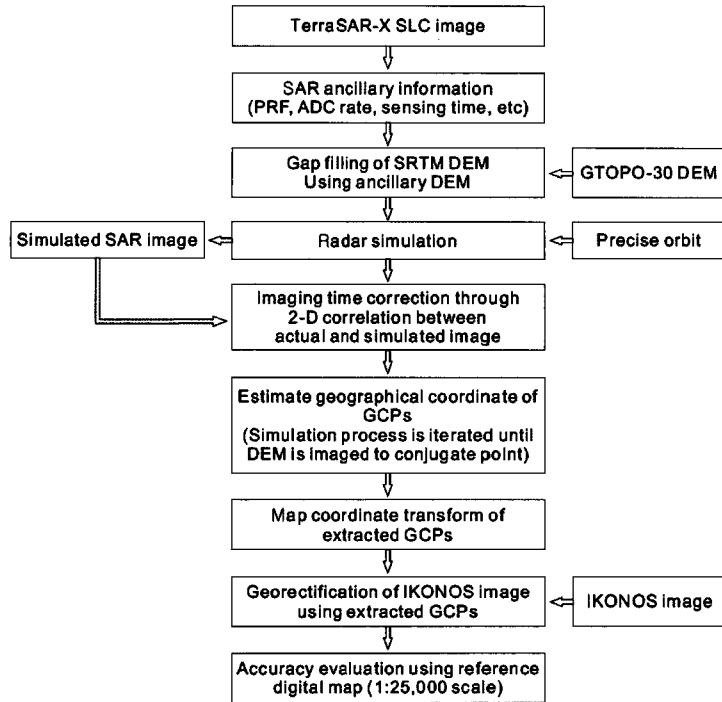 TerraSAR-X SLC image
SAR ancillary information
(PRF, ADC rate, sensing time, etc)
Gap filling of SRTM DEM
Using ancillary DEM
GTOPO-30 DEM
Simulated SAR image
Radar simulation
Precise orbit
Imaging time correction through
2-D correlation between
actual and simulated image
Estimate geographical coordinate of
GCPs
(Simulation process is iterated until
DEM is imaged to conjugate point)
Map coordinate transform of
extracted GCPs
Georectification of IKONOS image
using extracted GCPs
IKONOS image
Accuracy evaluation using reference
digital map (1:25,000 scale)